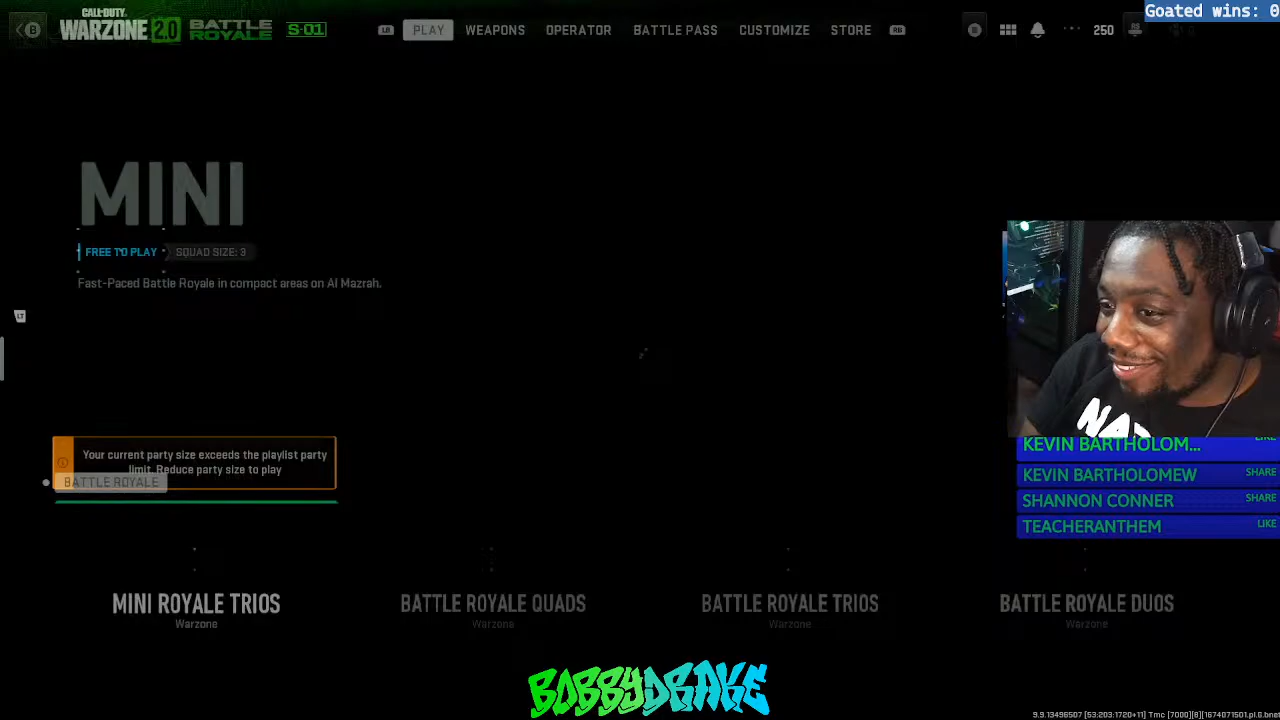 Goated wins: 0
B
CALL OF DUTY
WARZONE 2.0 BATTLE ROYALE S-01
LB PLAY WEAPONS OPERATOR BATTLE PASS CUSTOMIZE STORE RB
250
MINI
FREE TO PLAY SQUAD SIZE: 3
Fast-Paced Battle Royale in compact areas on Al Mazrah.
LT
Your current party size exceeds the playlist party
limit. Reduce party size to play
BATTLE ROYALE
KEVIN BARTHOLOM... LIKE
KEVIN BARTHOLOMEW SHARE
SHANNON CONNER SHARE
TEACHERANTHEM LIKE
MINI ROYALE TRIOS
Warzone
BATTLE ROYALE QUADS
Warzone
BATTLE ROYALE TRIOS
Warzone
BATTLE ROYALE DUOS
Warzone
BOBBYDRAKE